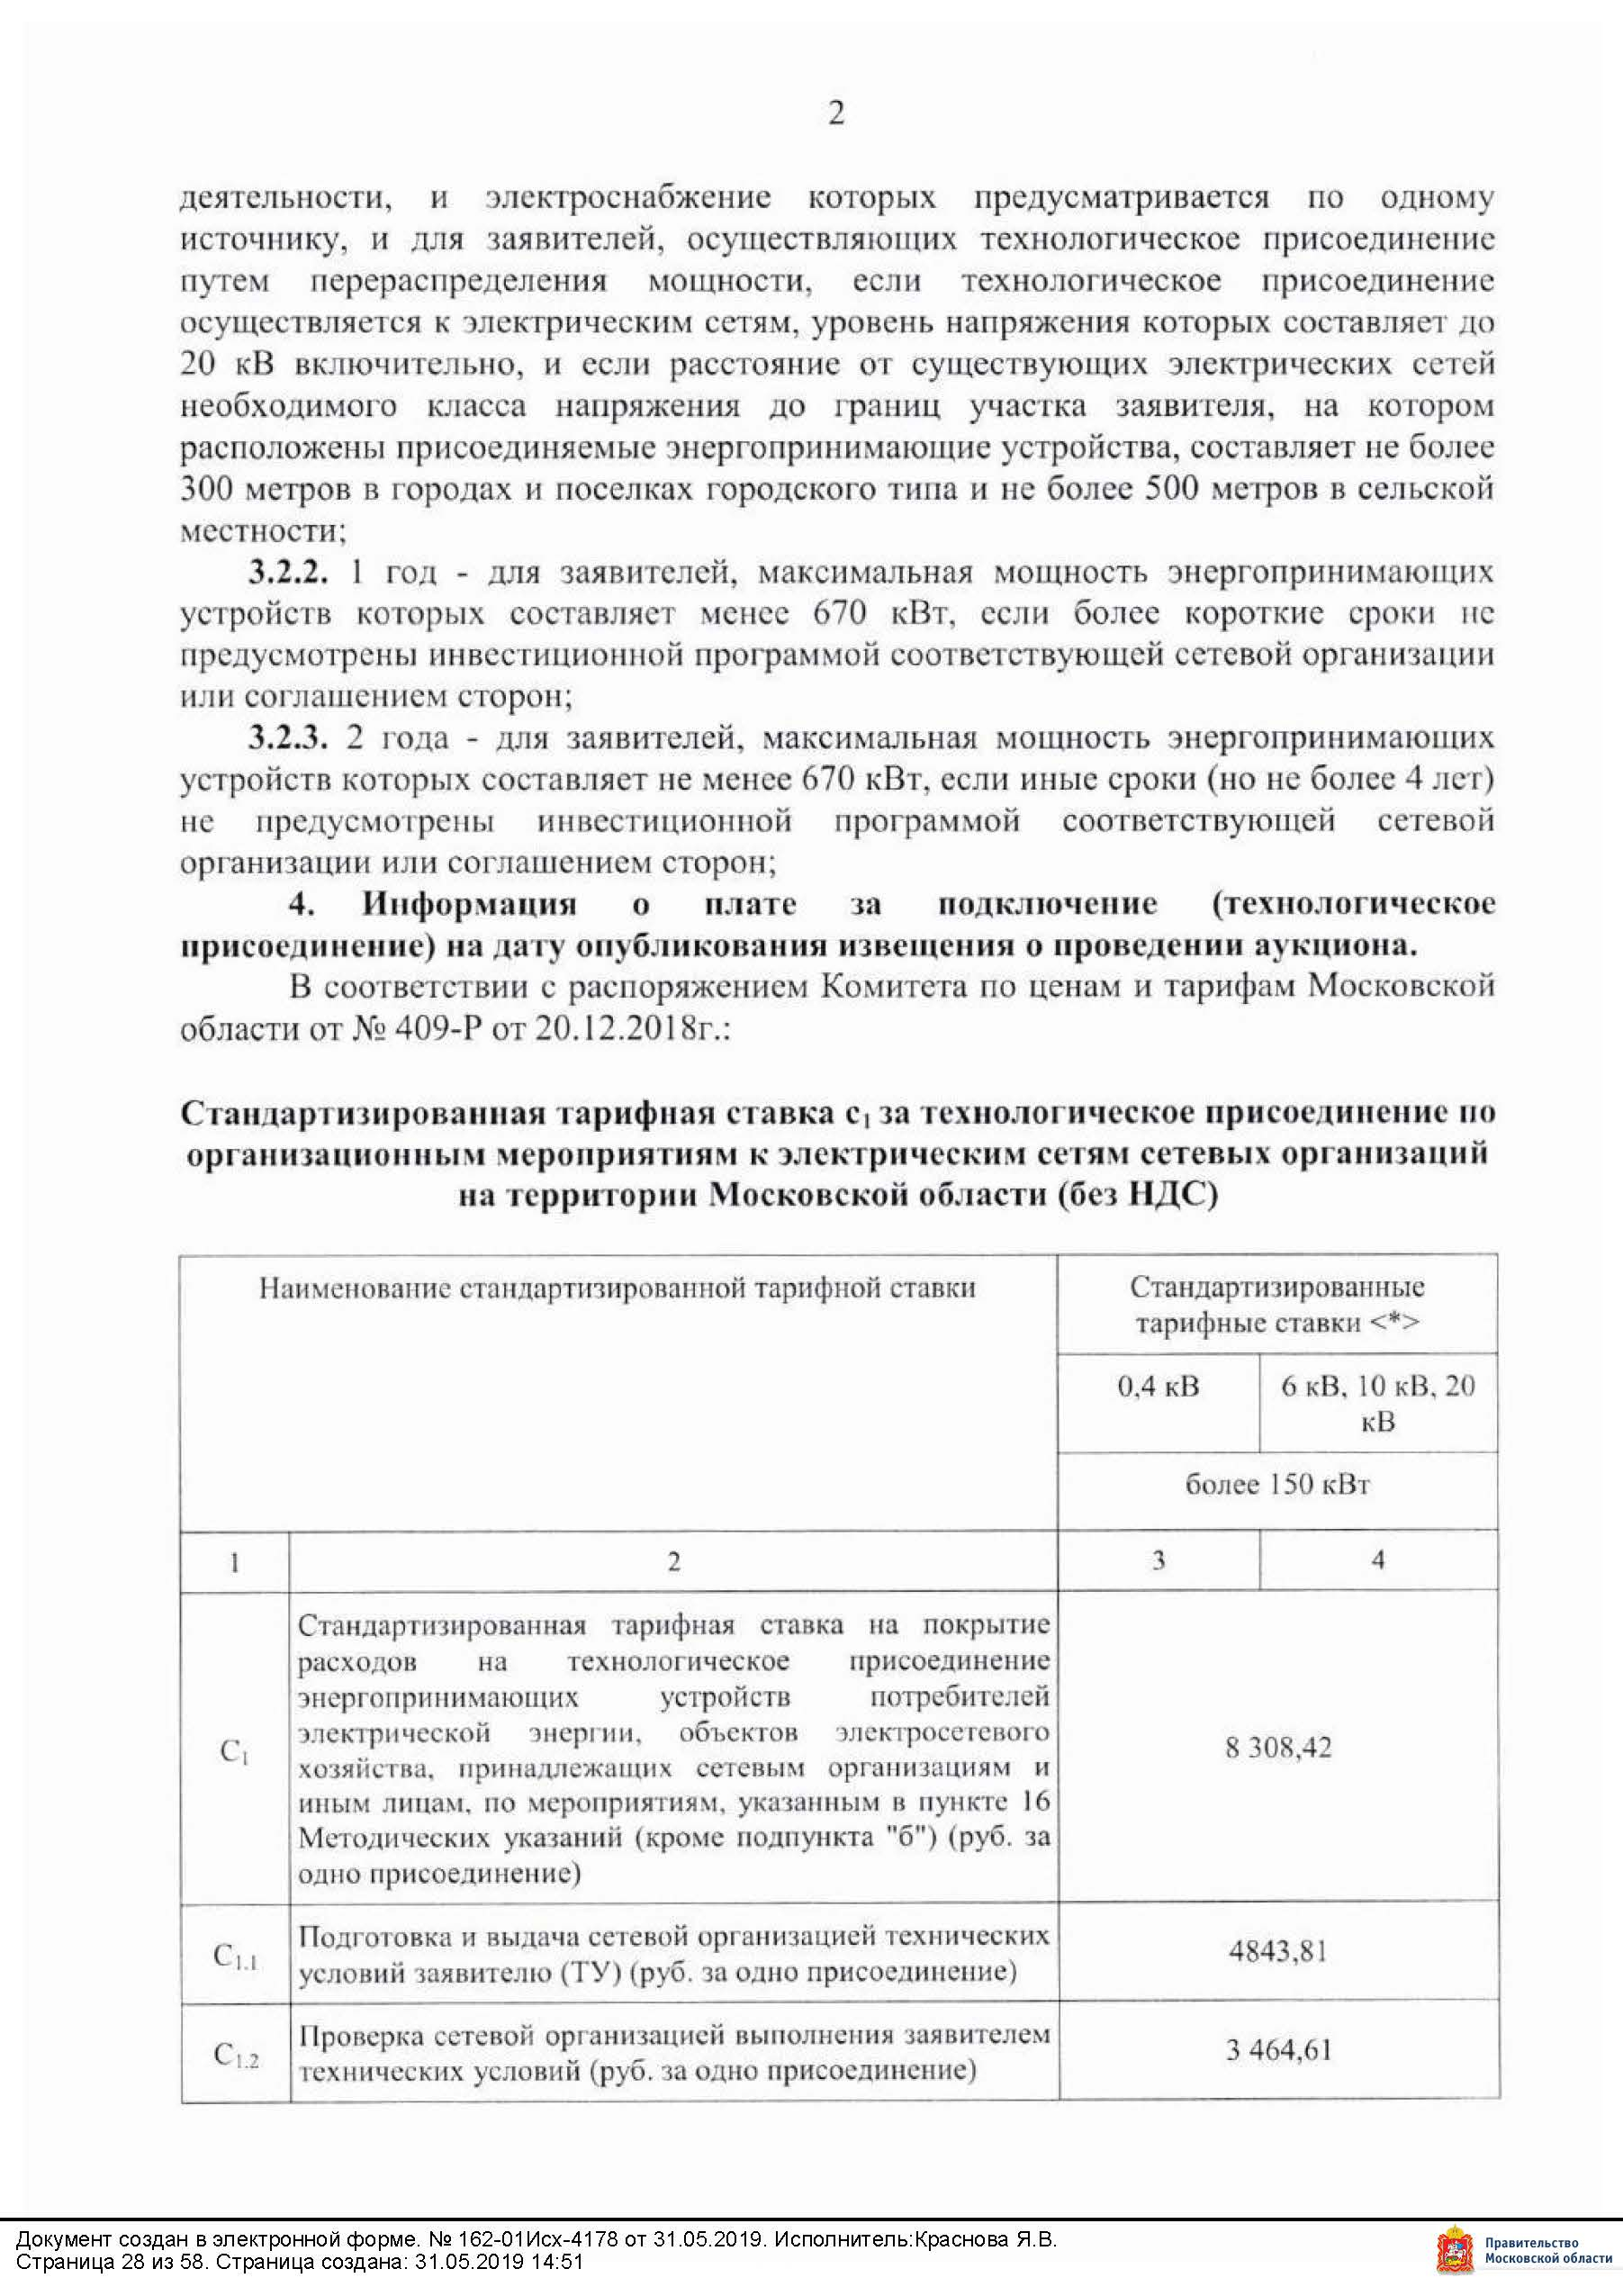 2
деятельности, и электроснабжение которых предусматривается по одному
источнику, и для заявителей, осуществляющих технологическое присоединение
путем перераспределения мощности, если технологическое присоединение
осуществляется к электрическим сетям, уровень напряжения которых составляет до
20 кВ включительно, и если расстояние от существующих электрических сетей
необходимого класса напряжения до границ участка заявителя, на котором
расположены присоединяемые энергопринимающие устройства, составляет не более
300 метров в городах и поселках городского типа и не более 500 метров в сельской
местности;
3.2.2. 1 год - для заявителей, максимальная мощность энергопринимающих
устройств которых составляет менее 670 кВт, если более короткие сроки не
предусмотрены инвестиционной программой соответствующей сетевой организации
или соглашением сторон;
3.2.3. 2 года - для заявителей, максимальная мощность энергопринимающих
устройств которых составляет не менее 670 кВт, если иные сроки (но не более 4 лет)
не предусмотрены инвестиционной программой соответствующей сетевой
организации или соглашением сторон;
4. Информация о плате за подключение (технологическое
присоединение) на дату опубликования извещения о проведении аукциона.
В соответствии с распоряжением Комитета по ценам и тарифам Московской
области от № 409-Р от 20.12.2018г.:
Стандартизированная тарифная ставка с₁ за технологическое присоединение по
организационным мероприятиям к электрическим сетям сетевых организаций
на территории Московской области (без НДС)
Наименование стандартизированной тарифной ставки
Стандартизированные
тарифные ставки <*>
0,4 кВ
6 кВ, 10 кВ, 20
кВ
более 150 кВт
1 2 3 4
С₁
Стандартизированная тарифная ставка на покрытие
расходов на технологическое присоединение
энергопринимающих устройств потребителей
электрической энергии, объектов электросетевого
хозяйства, принадлежащих сетевым организациям и
иным лицам, по мероприятиям, указанным в пункте 16
Методических указаний (кроме подпункта "б") (руб. за
одно присоединение)
8 308,42
С₁.₁
Подготовка и выдача сетевой организацией технических
условий заявителю (ТУ) (руб. за одно присоединение)
4843,81
С₁.₂
Проверка сетевой организацией выполнения заявителем
технических условий (руб. за одно присоединение)
3 464,61
Документ создан в электронной форме. № 162-01Исх-4178 от 31.05.2019. Исполнитель:Краснова Я.В.
Страница 28 из 58. Страница создана: 31.05.2019 14:51
Правительство
Московской области